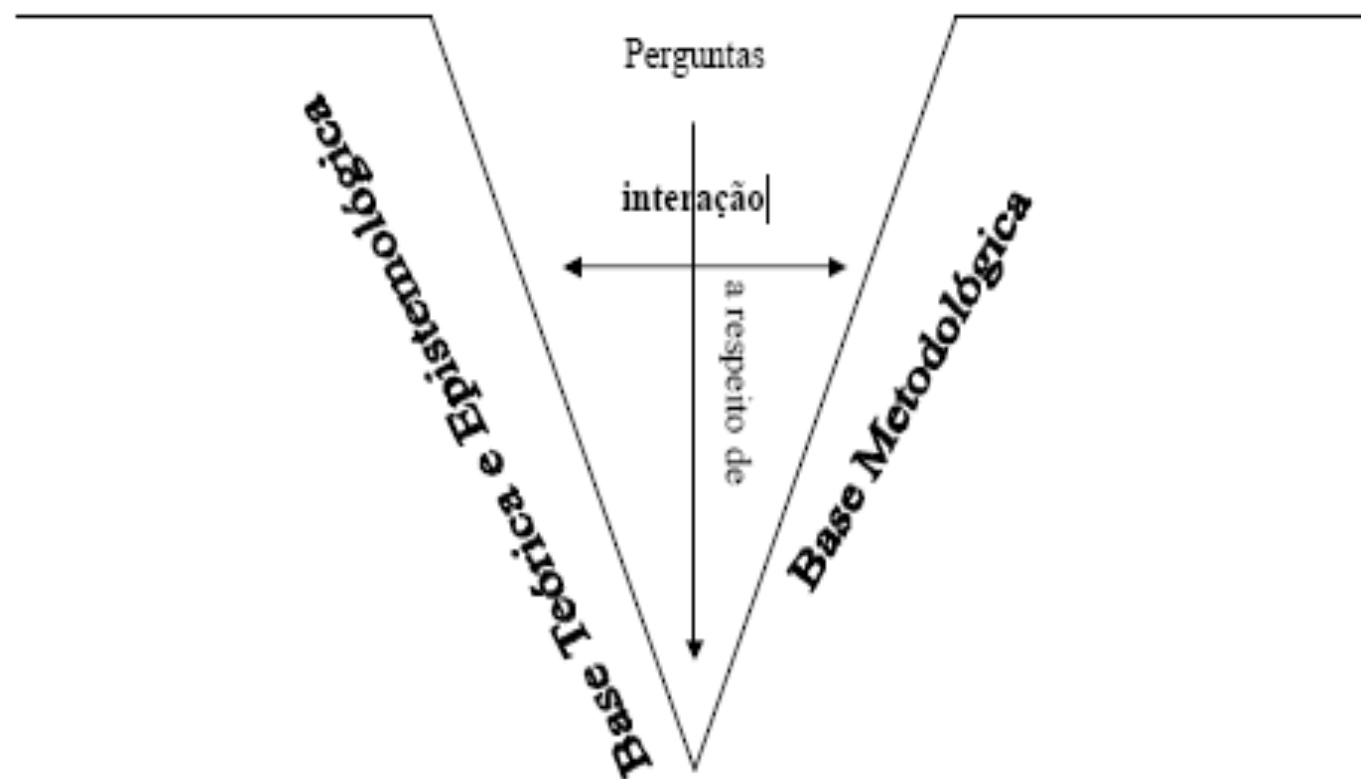 Perguntas
interação
a respeito de
Base Teórica e Epistemológica
Base Metodológica